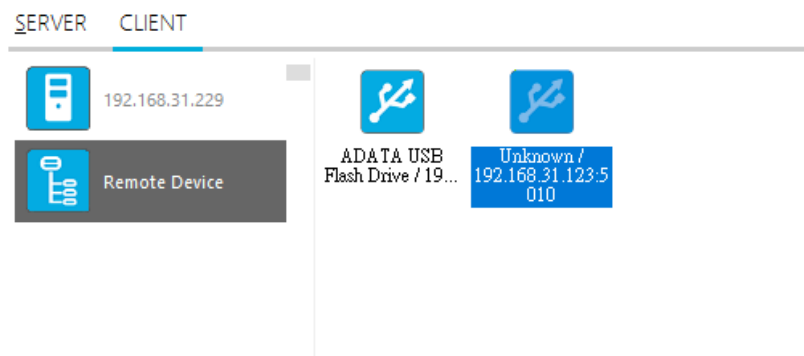 SERVER CLIENT
192.168.31.229
Remote Device
ADATA USB
Flash Drive / 19...
Unknown /
192.168.31.123:5
010